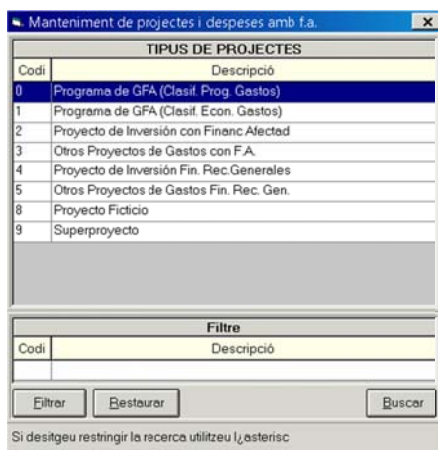 Manteniment de projectes i despeses amb f.a.
TIPUS DE PROJECTES
Codi Descripció
0 Programa de GFA (Clasif. Prog. Gastos)
1 Programa de GFA (Clasif. Econ. Gastos)
2 Proyecto de Inversión con Financ Afectad
3 Otros Proyectos de Gastos con F.A.
4 Proyecto de Inversión Fin. Rec.Generales
5 Otros Proyectos de Gastos Fin. Rec. Gen.
8 Proyecto Ficticio
9 Superproyecto
Filtre
Codi Descripció
Filtrar Restaurar Buscar
Si desitgeu restringir la recerca utilitzeu l¿asterisc